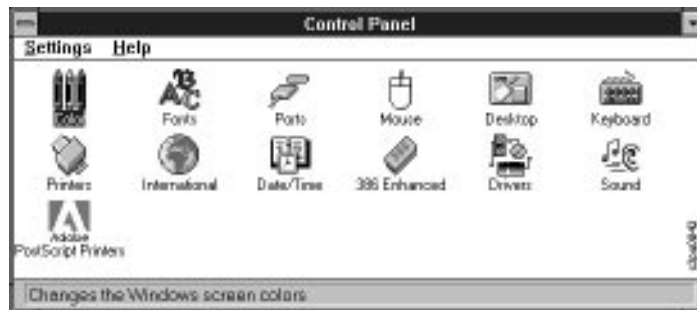 Control Panel
Settings Help
Color Fonts Ports Mouse Desktop Keyboard
Printers International Date/Time 386 Enhanced Drivers Sound
Adobe
PostScript Printers
Changes the Windows screen colors